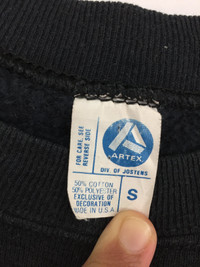 FOR CARE, SEE
REVERSE SIDE
ARTEX
DIV. OF JOSTENS
50% COTTON
50% POLYESTER
EXCLUSIVE OF
DECORATION
MADE IN U.S.A.
S